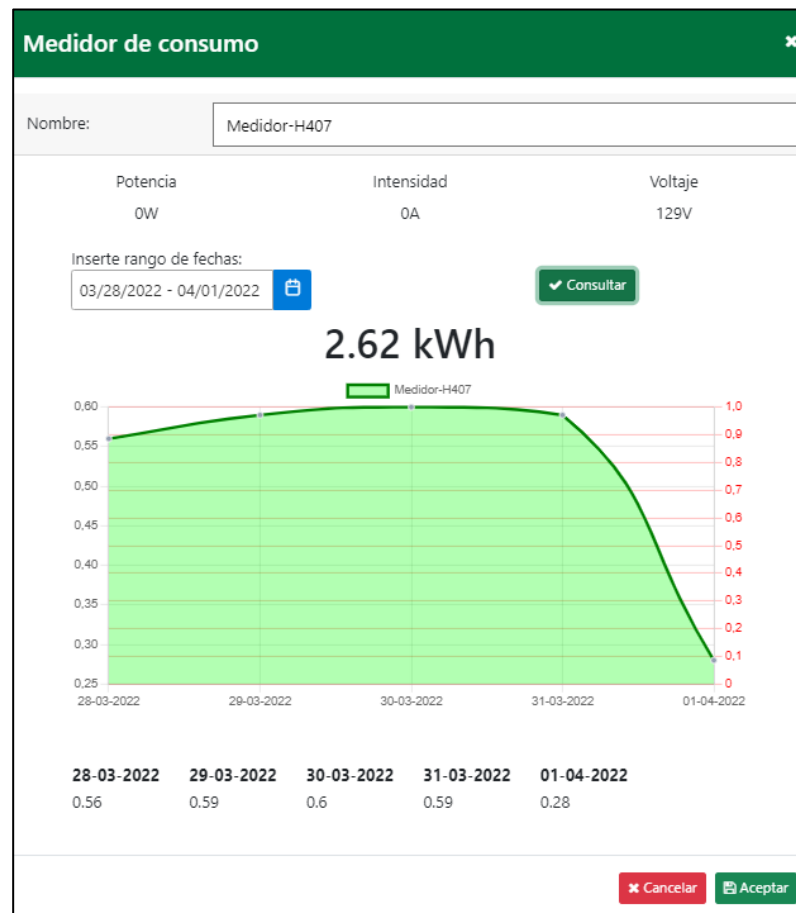 Medidor de consumo ×
Nombre: Medidor-H407
Potencia Intensidad Voltaje
0W 0A 129V
Inserte rango de fechas:
03/28/2022 - 04/01/2022 Consultar
2.62 kWh
Medidor-H407
0,60 1,0
0,9
0,55
0,8
0,50 0,7
0,6
0,45
0,5
0,40 0,4
0,35 0,3
0,2
0,30
0,1
0,25 0
28-03-2022 29-03-2022 30-03-2022 31-03-2022 01-04-2022
28-03-2022 29-03-2022 30-03-2022 31-03-2022 01-04-2022
0.56 0.59 0.6 0.59 0.28
× Cancelar Aceptar